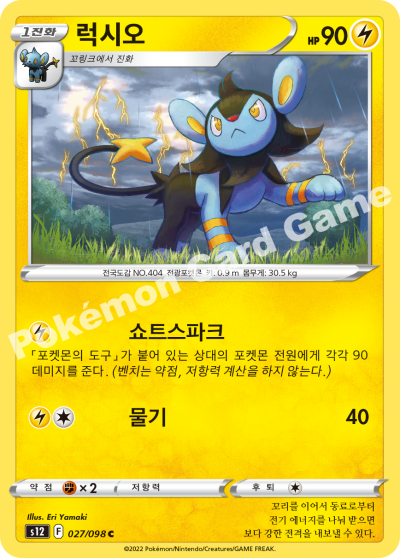 1진화
럭시오
HP 90
꼬링크에서 진화
전국도감 NO.404 전광포켓몬 키: 0.9 m 몸무게: 30.5 kg
Pokémon Card Game
쇼트스파크
「포켓몬의 도구」가 붙어 있는 상대의 포켓몬 전원에게 각각 90
데미지를 준다. (벤치는 약점, 저항력 계산을 하지 않는다.)
물기 40
약점 ×2 저항력 후퇴
Illus. Eri Yamaki
s12 F 027/098 C
꼬리를 이어서 동료로부터
전기 에너지를 나눠 받으면
보다 강한 전격을 내보낼 수 있다.
©2022 Pokémon/Nintendo/Creatures/GAME FREAK.